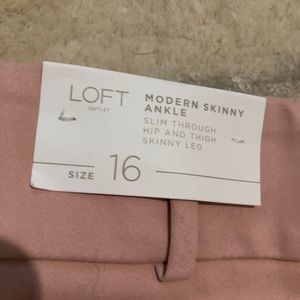 LOFT
OUTLET
MODERN SKINNY
ANKLE
SLIM THROUGH
HIP AND THIGH
SKINNY LEG
SIZE 16